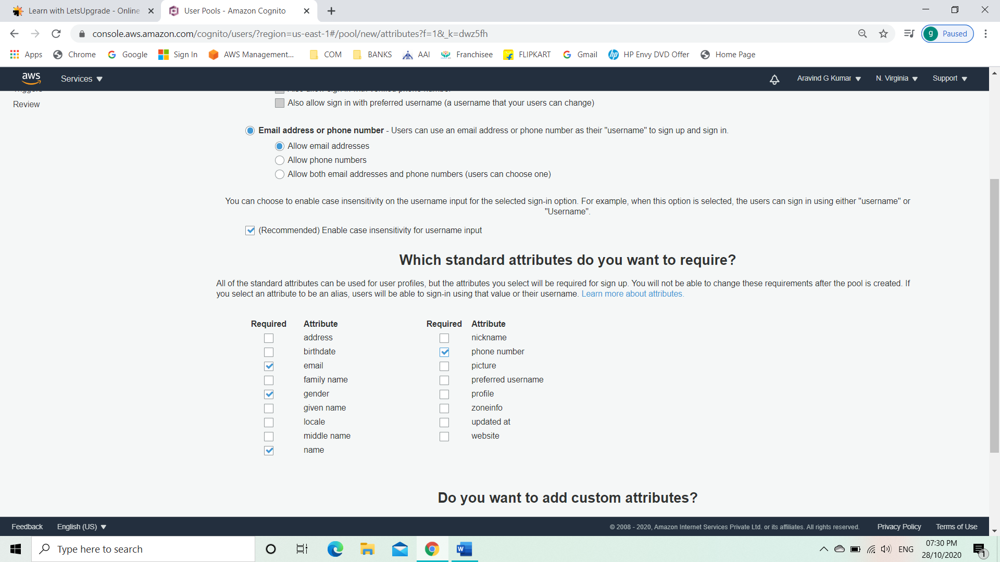 Learn with LetsUpgrade - Online
User Pools - Amazon Cognito
console.aws.amazon.com/cognito/users/?region=us-east-1#/pool/new/attributes?f=1&_k=dwz5fh
g Paused
Apps Chrome Google Sign In AWS Management... COM BANKS AAI Franchisee FLIPKART Gmail HP Envy DVD Offer Home Page
aws Services Aravind G Kumar N. Virginia Support
Review
Also allow sign in with preferred username (a username that your users can change)
Email address or phone number - Users can use an email address or phone number as their "username" to sign up and sign in.
Allow email addresses
Allow phone numbers
Allow both email addresses and phone numbers (users can choose one)
You can choose to enable case insensitivity on the username input for the selected sign-in option. For example, when this option is selected, the users can sign in using either "username" or
"Username".
(Recommended) Enable case insensitivity for username input
Which standard attributes do you want to require?
All of the standard attributes can be used for user profiles, but the attributes you select will be required for sign up. You will not be able to change these requirements after the pool is created. If
you select an attribute to be an alias, users will be able to sign-in using that value or their username. Learn more about attributes.
Required Attribute Required Attribute
address nickname
birthdate phone number
email picture
family name preferred username
gender profile
given name zoneinfo
locale updated at
middle name website
name
Do you want to add custom attributes?
Feedback English (US) © 2008 - 2020, Amazon Internet Services Private Ltd. or its affiliates. All rights reserved. Privacy Policy Terms of Use
Type here to search
ENG
07:30 PM
28/10/2020
1